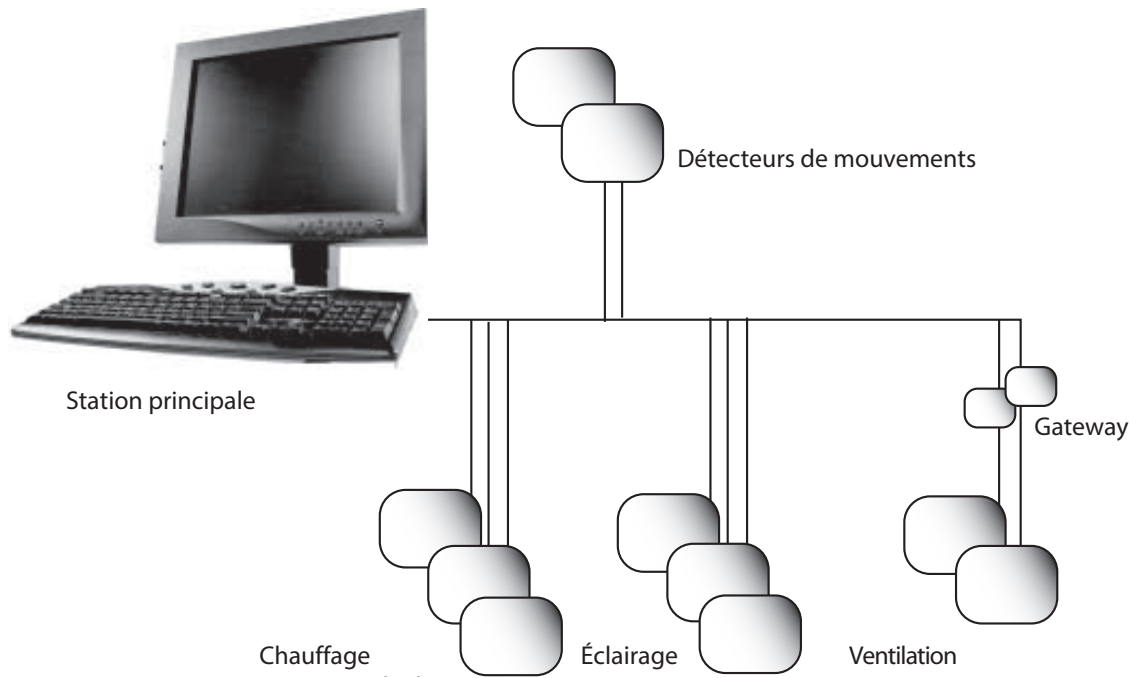 Détecteurs de mouvements
Station principale
Gateway
Chauffage
Éclairage
Ventilation